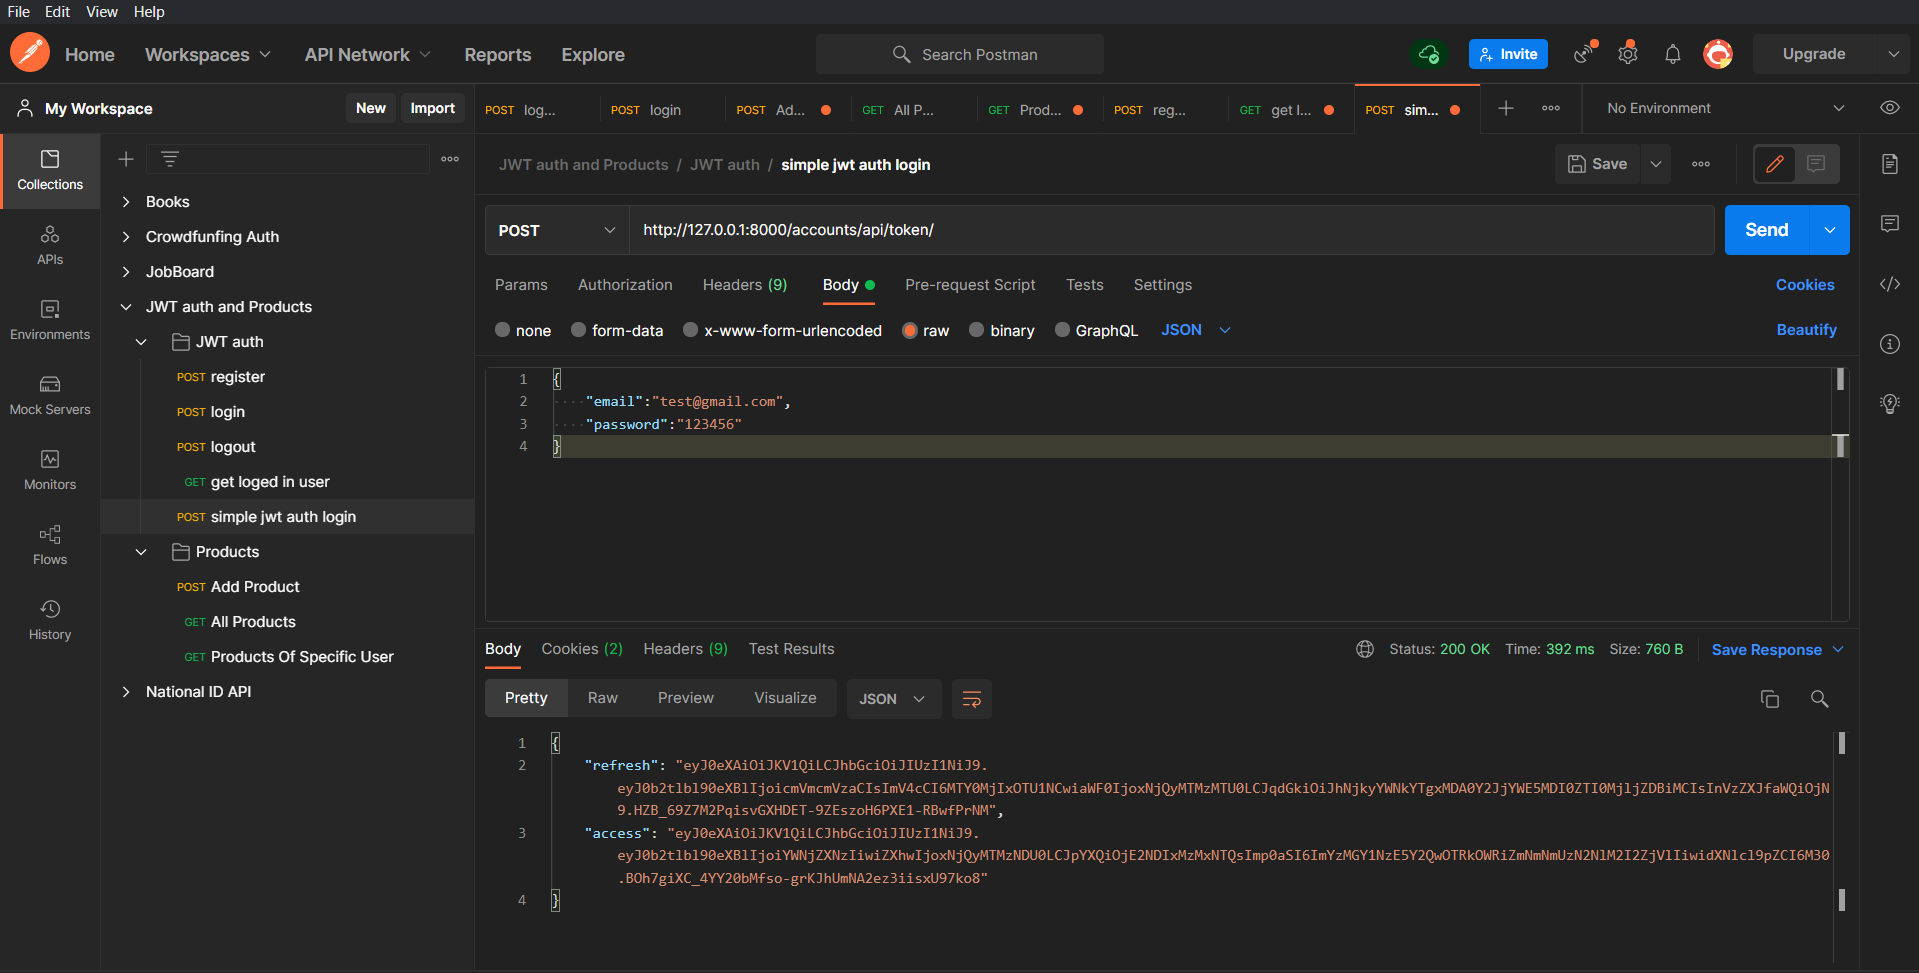 File Edit View Help
Home Workspaces API Network Reports Explore Search Postman Invite Upgrade
My Workspace New Import POST log... POST login POST Ad... GET All P... GET Prod... POST reg... GET get l... POST sim... No Environment
JWT auth and Products / JWT auth / simple jwt auth login Save
Collections
APIs
Environments
Mock Servers
Monitors
Flows
History
Books
Crowdfunfing Auth
JobBoard
JWT auth and Products
JWT auth
POST register
POST login
POST logout
GET get loged in user
POST simple jwt auth login
Products
POST Add Product
GET All Products
GET Products Of Specific User
National ID API
POST http://127.0.0.1:8000/accounts/api/token/ Send
Params Authorization Headers (9) Body Pre-request Script Tests Settings Cookies
none form-data x-www-form-urlencoded raw binary GraphQL JSON Beautify
1 {
2 "email":"test@gmail.com",
3 "password":"123456"
4 }
Body Cookies (2) Headers (9) Test Results Status: 200 OK Time: 392 ms Size: 760 B Save Response
Pretty Raw Preview Visualize JSON
1 {
2 "refresh": "eyJ0eXAiOiJKV1QiLCJhbGciOiJIUzI1NiJ9.
eyJ0b2tlbl90eXBlIjoicmVmcmVzaCIsImV4cCI6MTY0MjIxOTU1NCwiaWF0IjoxNjQyMTMzMTU0LCJqdGkiOiJhNjkyYWNkYTgxMDA0Y2JjYWE5MDI0ZTI0MjljZDBiMCIsInVzZXJfaWQiOjN
9.HZB_69Z7M2PqisvGXHDET-9ZEszoH6PXE1-RBwfPrNM",
3 "access": "eyJ0eXAiOiJKV1QiLCJhbGciOiJIUzI1NiJ9.
eyJ0b2tlbl90eXBlIjoiYWNjZXNzIiwiZXhwIjoxNjQyMTMzNDU0LCJpYXQiOjE2NDIxMzMxNTQsImp0aSI6ImYzMGY1NzE5Y2QwOTRkOWRiZmNmNmUzN2NlM2I2ZjVlIiwidXNlcl9pZCI6M30
.BOh7giXC_4YY20bMfso-grKJhUmNA2ez3iisxU97ko8"
4 }